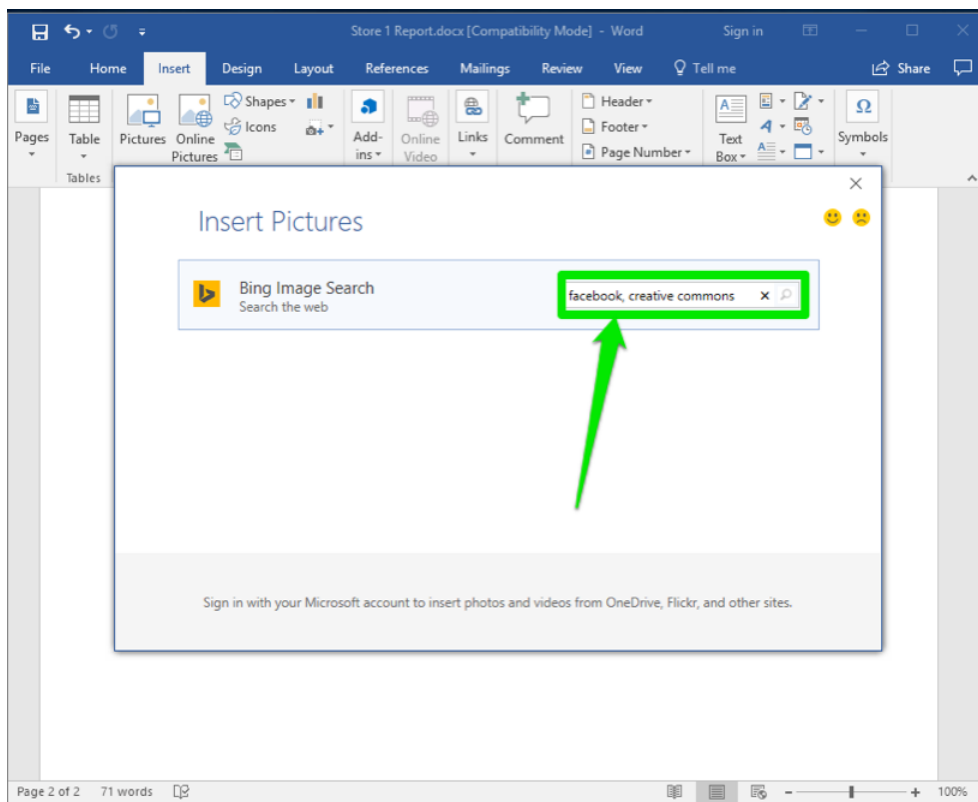 Store 1 Report.docx [Compatibility Mode] - Word Sign in
File Home Insert Design Layout References Mailings Review View Tell me Share
Pages
Table
Pictures
Online Pictures
Shapes
Icons
Add-ins
Online Video
Links
Comment
Header
Footer
Page Number
Text Box
Symbols
Tables
Insert Pictures
Bing Image Search
Search the web
facebook, creative commons
Sign in with your Microsoft account to insert photos and videos from OneDrive, Flickr, and other sites.
Page 2 of 2 71 words 100%